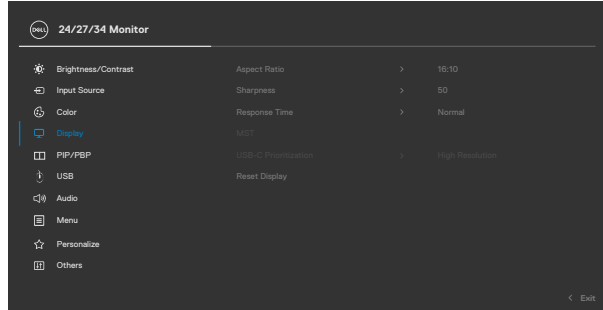 DELL 24/27/34 Monitor
Brightness/Contrast Aspect Ratio > 16:10
Input Source Sharpness > 50
Color Response Time > Normal
Display MST
PIP/PBP USB-C Prioritization > High Resolution
USB Reset Display
Audio
Menu
Personalize
Others
< Exit